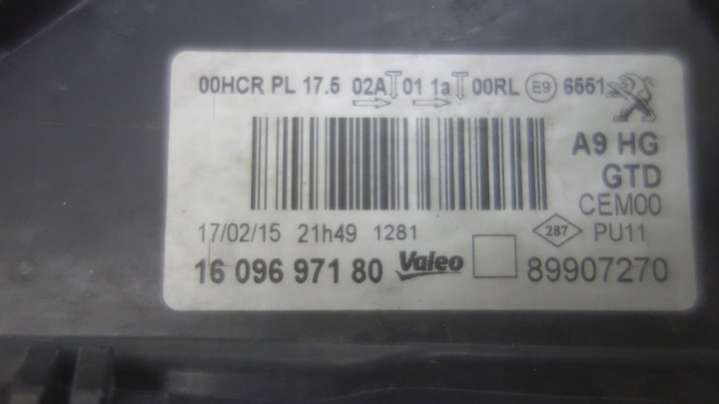 00HCR PL 17.5 02A 01 1a 00RL E9 6551
A9 HG
GTD
CEM00
17/02/15 21h49 1281 287 PU11
16 096 971 80 Valeo 89907270